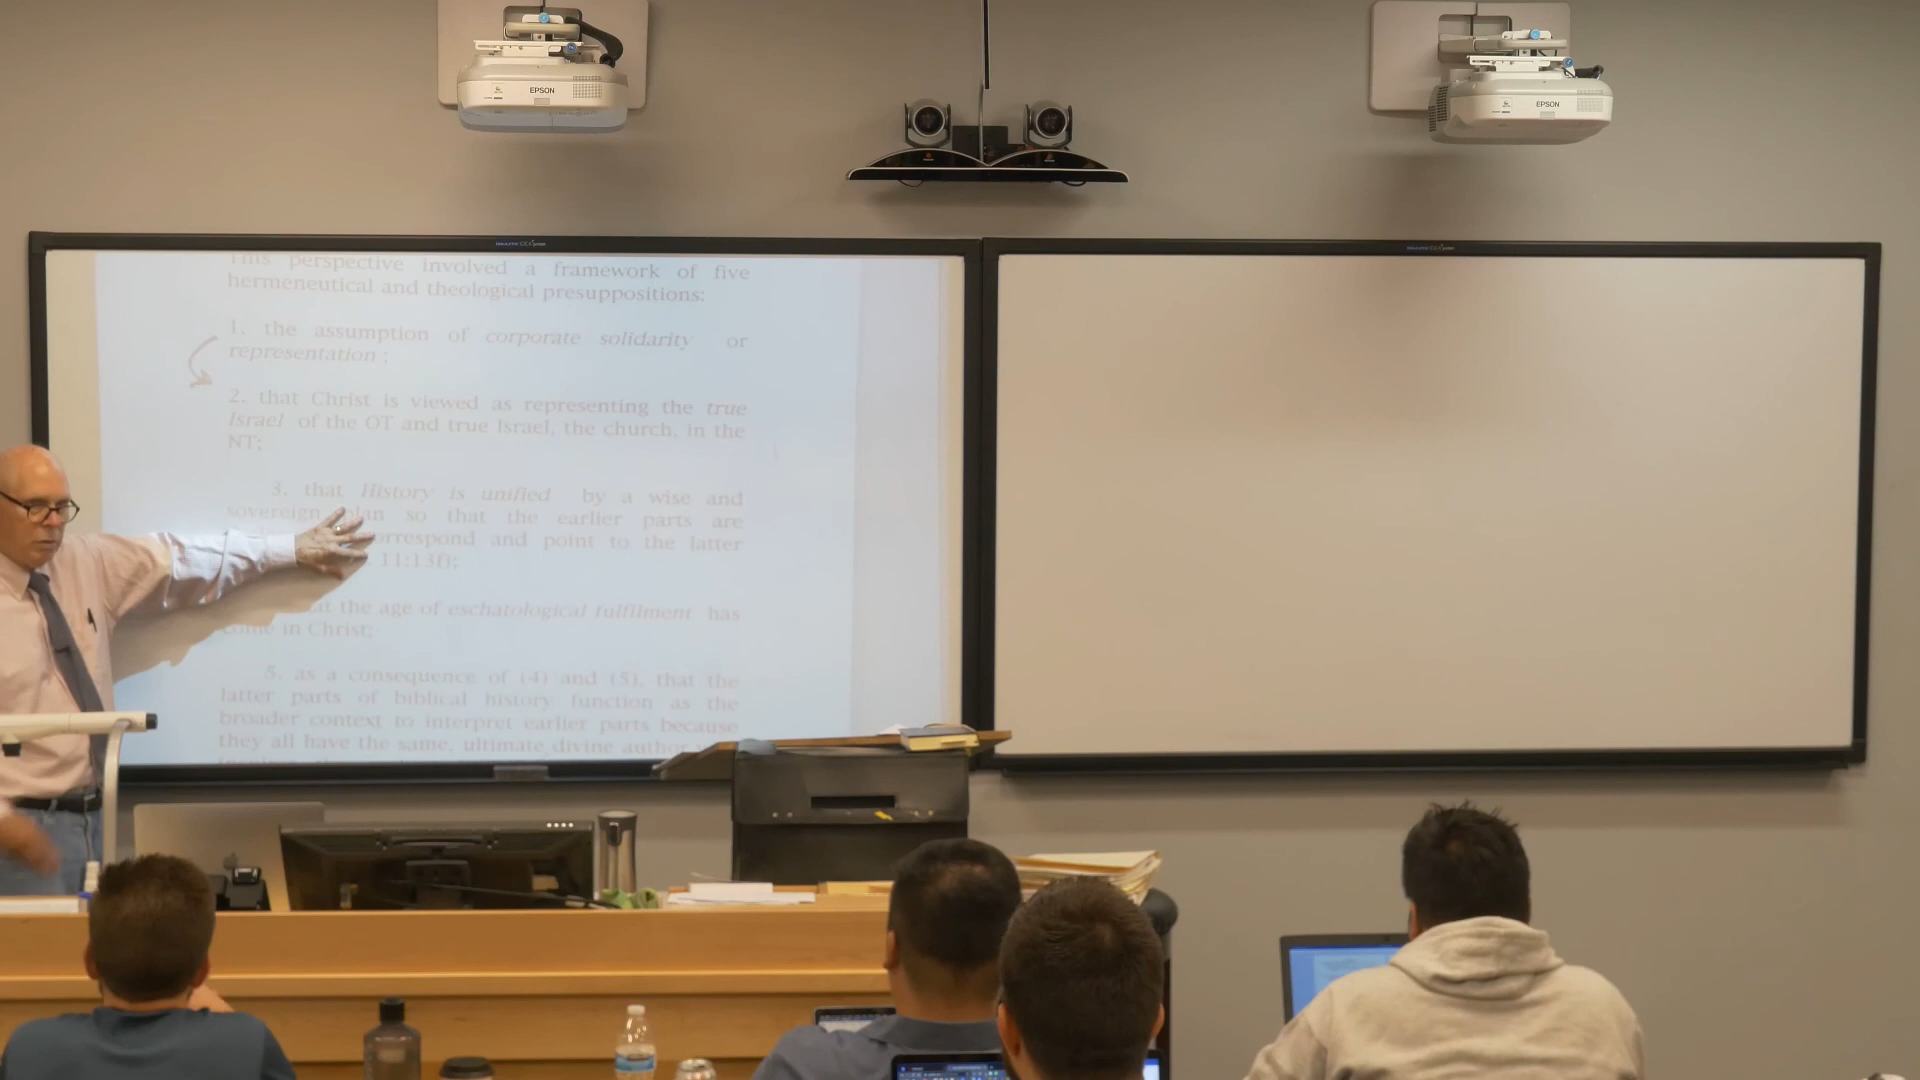 EPSON
EPSON
This perspective involved a framework of five
hermeneutical and theological presuppositions:
1. the assumption of corporate solidarity or
representation ;
2. that Christ is viewed as representing the true
Israel of the OT and true Israel, the church, in the
NT;
3. that History is unified by a wise and
sovereign plan so that the earlier parts are
orrespond and point to the latter
11:13f);
at the age of eschatological fulfilment has
come in Christ;
5. as a consequence of (4) and (5), that the
latter parts of biblical history function as the
broader context to interpret earlier parts because
they all have the same, ultimate divine author